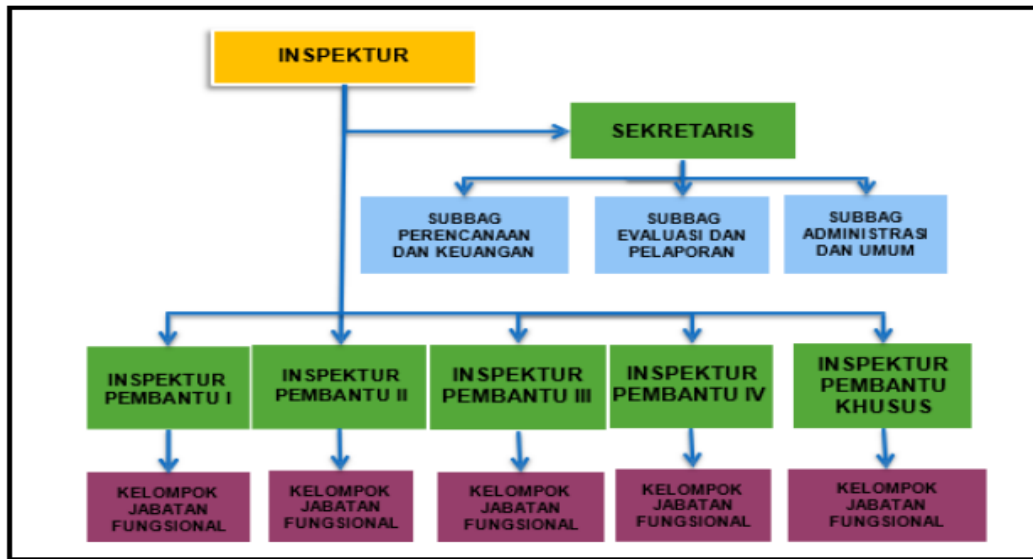 INSPEKTUR
SEKRETARIS
SUBBAG
PERENCANAAN
DAN KEUANGAN
SUBBAG
EVALUASI DAN
PELAPORAN
SUBBAG
ADMINISTRASI
DAN UMUM
INSPEKTUR
PEMBANTU I
INSPEKTUR
PEMBANTU II
INSPEKTUR
PEMBANTU III
INSPEKTUR
PEMBANTU IV
INSPEKTUR
PEMBANTU
KHUSUS
KELOMPOK
JABATAN
FUNGSIONAL
KELOMPOK
JABATAN
FUNGSIONAL
KELOMPOK
JABATAN
FUNGSIONAL
KELOMPOK
JABATAN
FUNGSIONAL
KELOMPOK
JABATAN
FUNGSIONAL